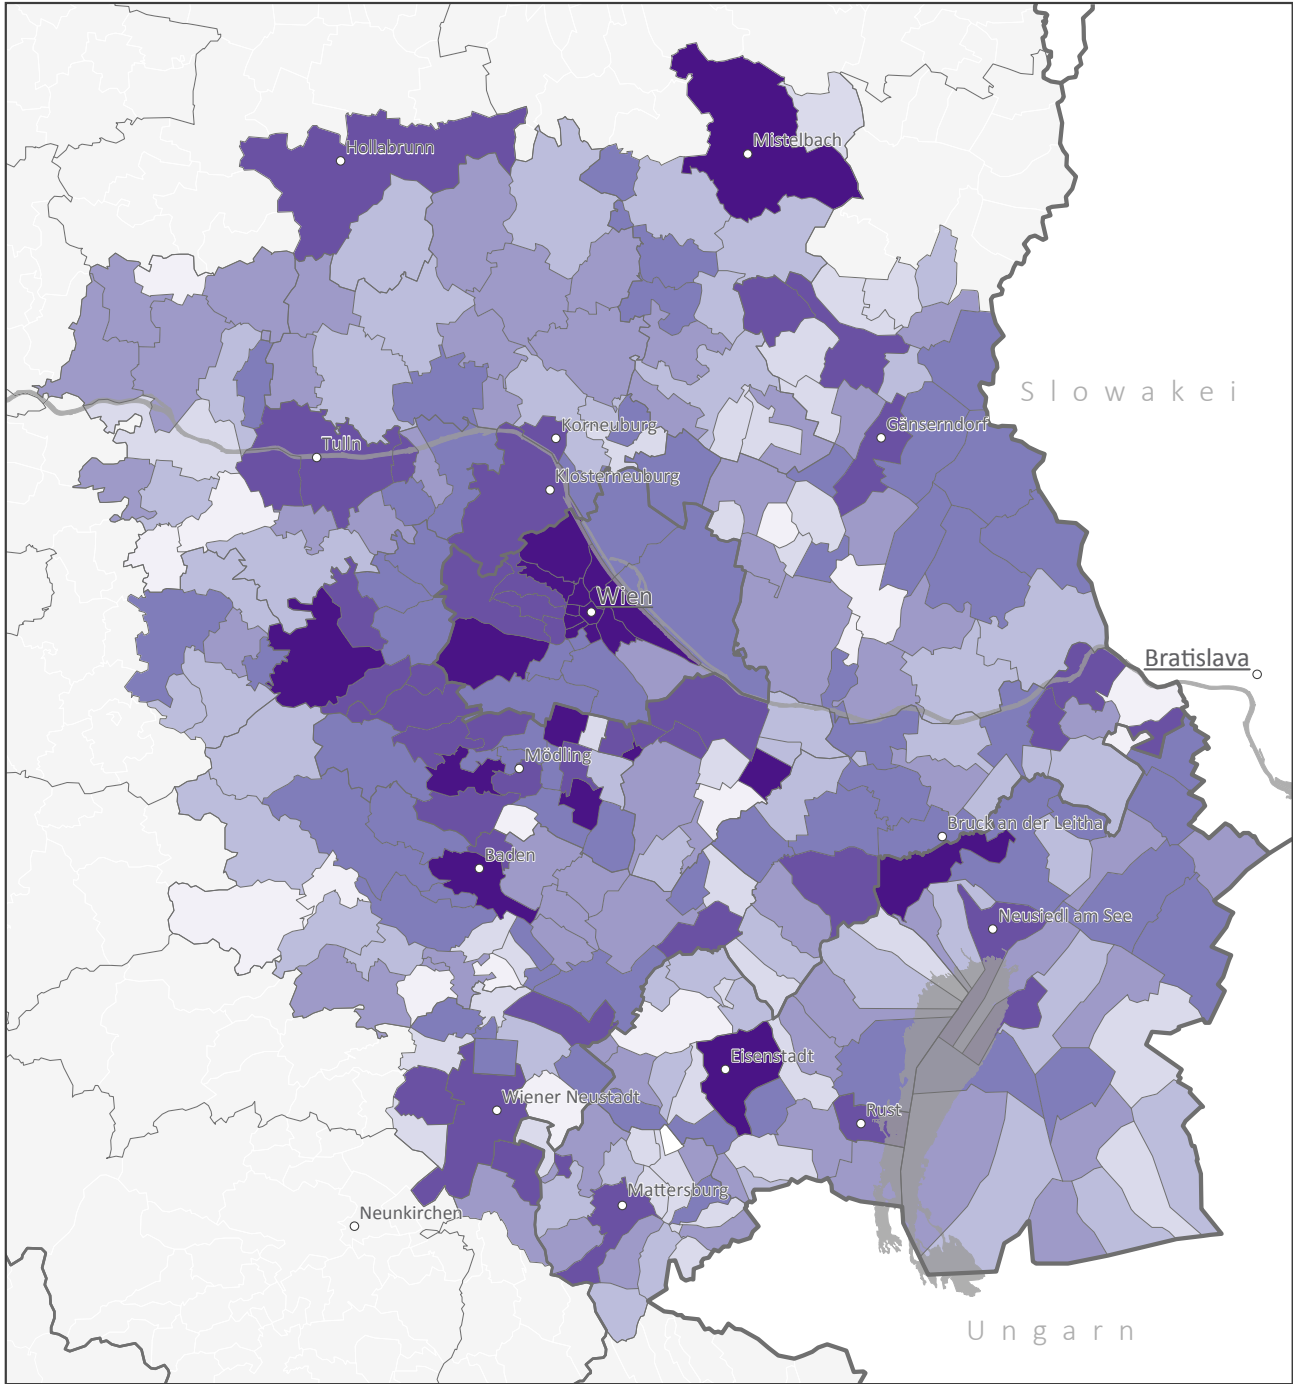 Hollabrunn
Mistelbach
Slowakei
Korneuburg
Gänserndorf
Tulln
Klosterneuburg
Wien
Bratislava
Mödling
Bruck an der Leitha
Baden
Neusiedl am See
Eisenstadt
Wiener Neustadt
Rust
Mattersburg
Neunkirchen
Ungarn